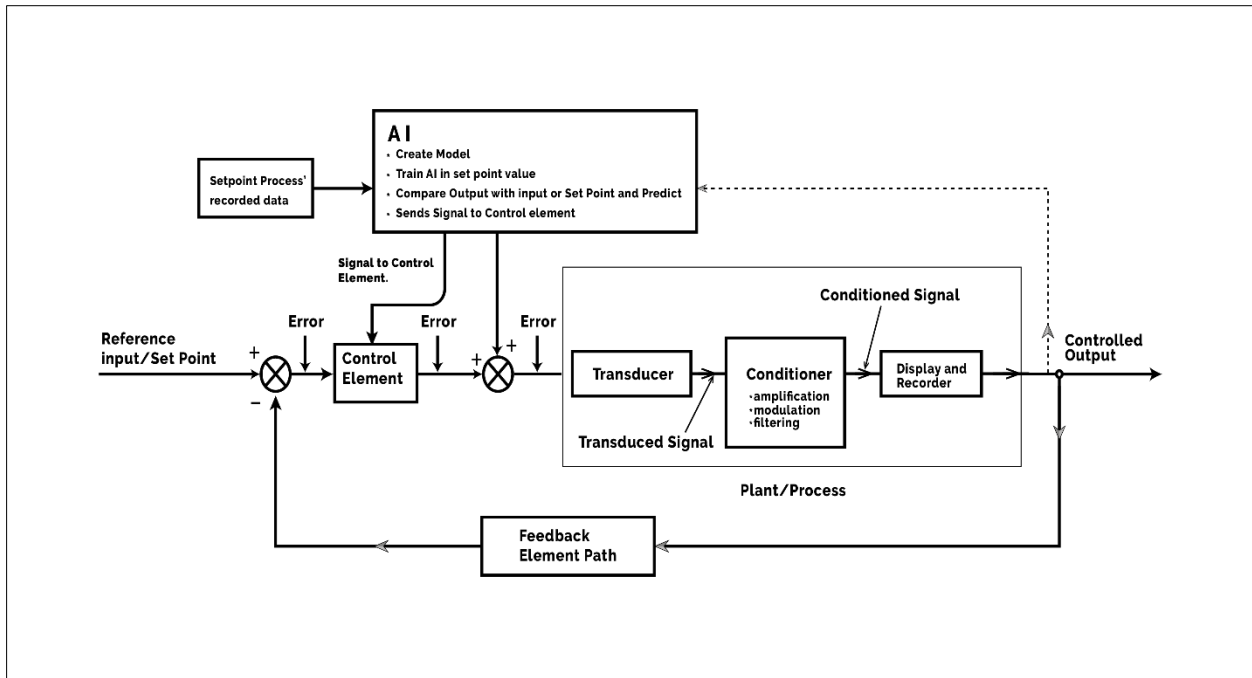 AI
• Create Model
• Train AI in set point value
• Compare Output with input or Set Point and Predict
• Sends Signal to Control element
Setpoint Process'
recorded data
Signal to Control
Element.
Reference
input/Set Point
+
−
Error
Control
Element
Error
+
+
Error
Transducer
Transduced Signal
Conditioner
•amplification
•modulation
•filtering
Conditioned Signal
Display and
Recorder
Controlled
Output
Plant/Process
Feedback
Element Path